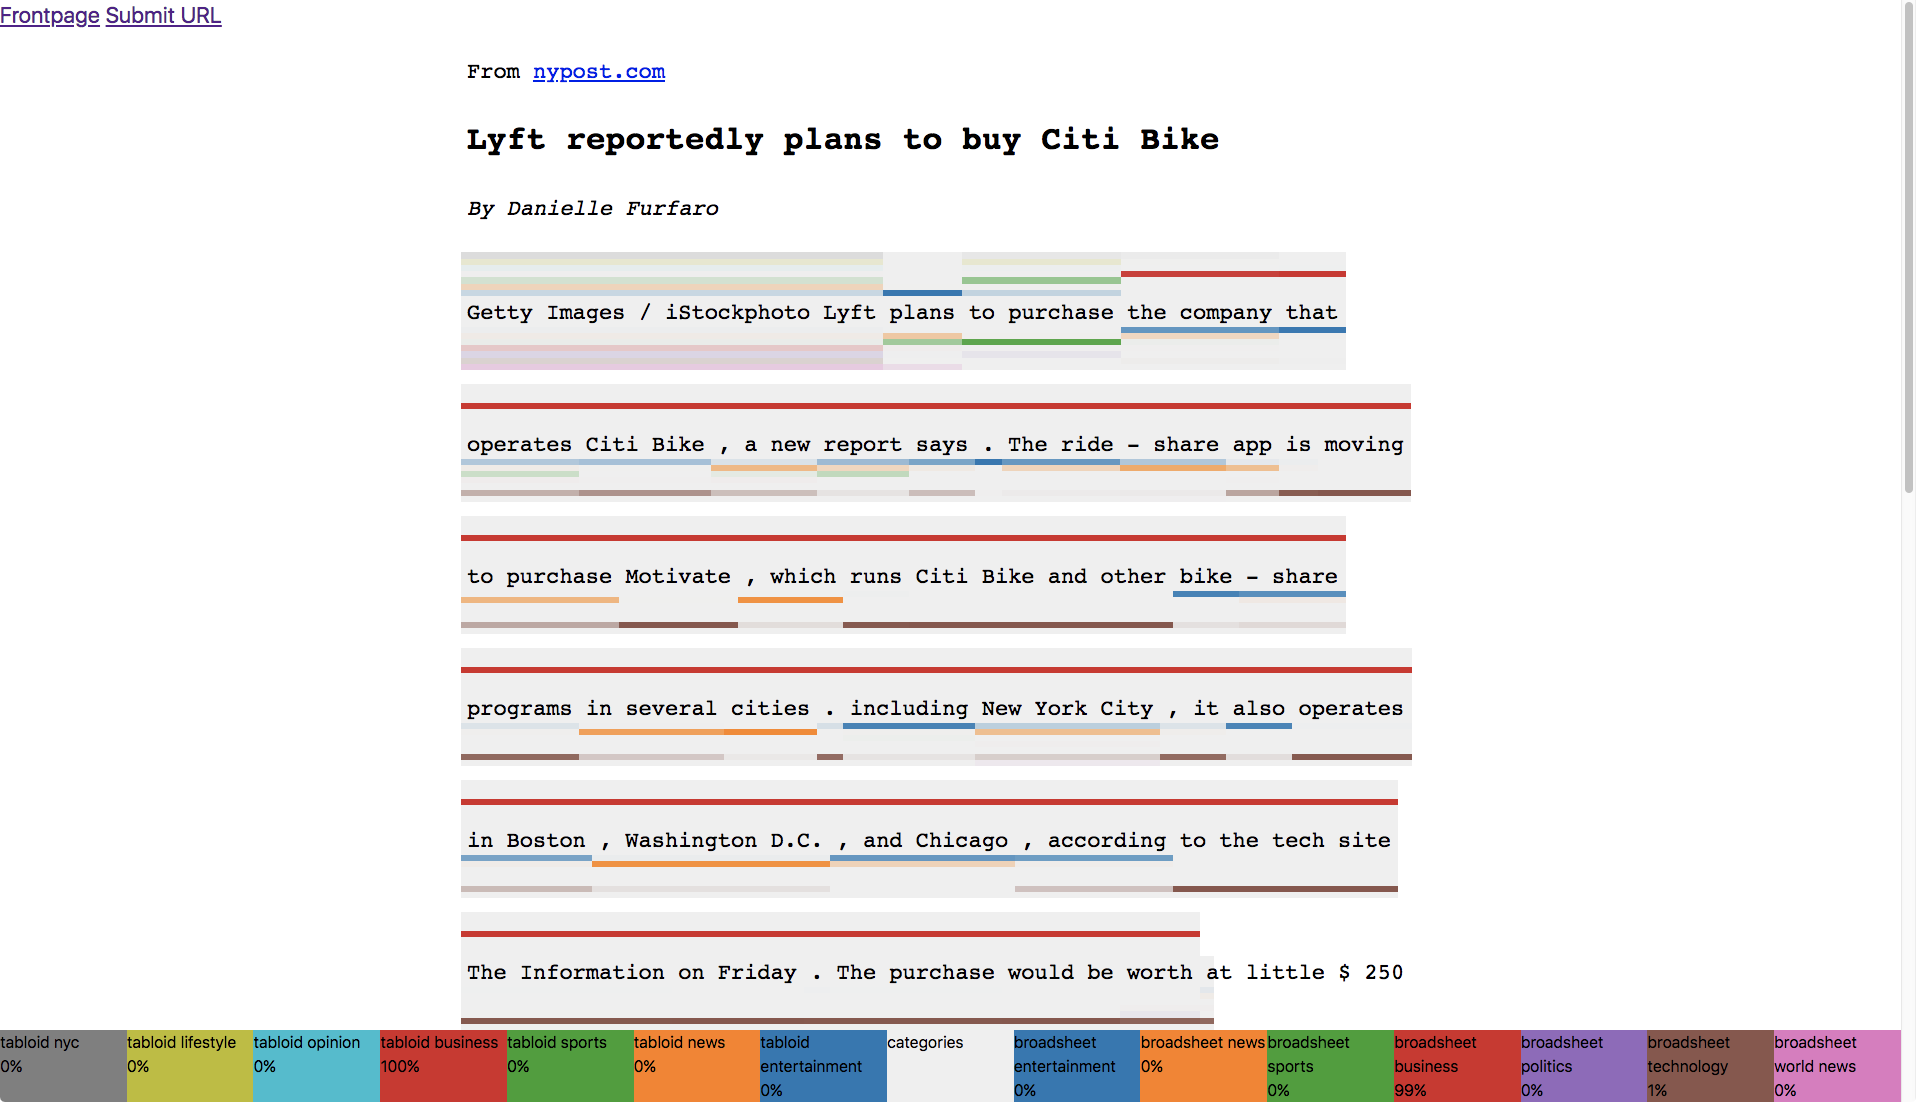 Frontpage Submit URL
From nypost.com
Lyft reportedly plans to buy Citi Bike
By Danielle Furfaro
Getty Images / iStockphoto Lyft plans to purchase the company that
operates Citi Bike , a new report says . The ride – share app is moving
to purchase Motivate , which runs Citi Bike and other bike – share
programs in several cities . including New York City , it also operates
in Boston , Washington D.C. , and Chicago , according to the tech site
The Information on Friday . The purchase would be worth at little $ 250
tabloid nyc
0%
tabloid lifestyle
0%
tabloid opinion
0%
tabloid business
100%
tabloid sports
0%
tabloid news
0%
tabloid
entertainment
0%
categories
broadsheet
entertainment
0%
broadsheet news
0%
broadsheet
sports
0%
broadsheet
business
99%
broadsheet
politics
0%
broadsheet
technology
1%
broadsheet
world news
0%